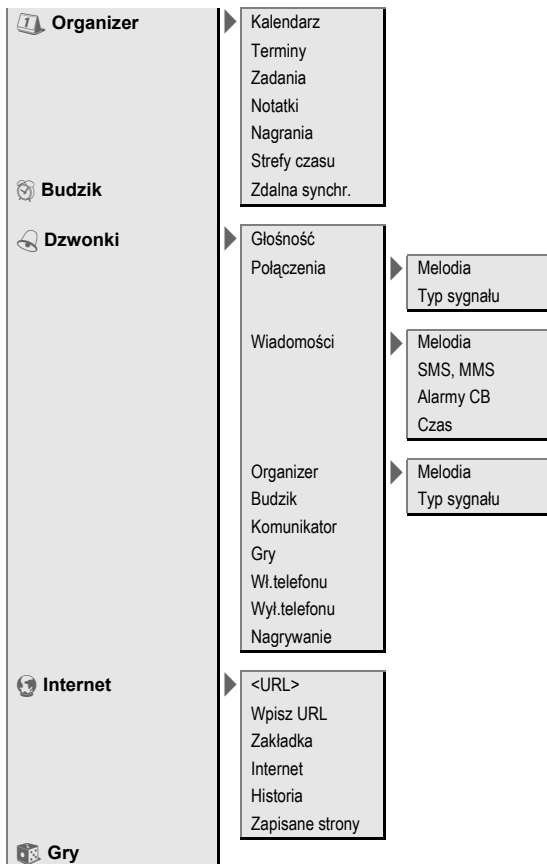 Organizer
Kalendarz
Terminy
Zadania
Notatki
Nagrania
Strefy czasu
Zdalna synchr.
Budzik
Dzwonki
Głośność
Połączenia
Melodia
Typ sygnału
Wiadomości
Melodia
SMS, MMS
Alarmy CB
Czas
Organizer
Melodia
Typ sygnału
Budzik
Komunikator
Gry
Wł.telefonu
Wył.telefonu
Nagrywanie
Internet
<URL>
Wpisz URL
Zakładka
Internet
Historia
Zapisane strony
Gry